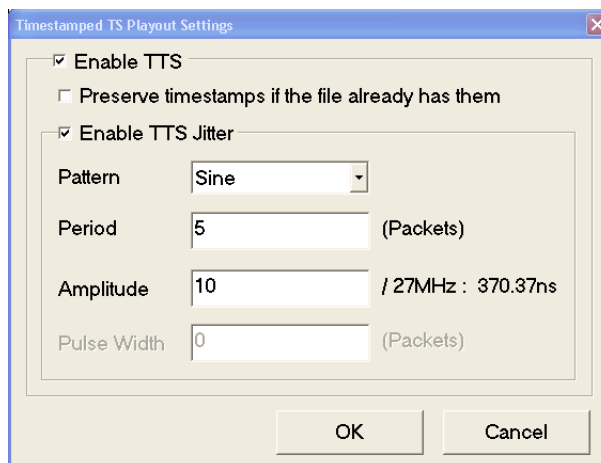 Timestamped TS Playout Settings
Enable TTS
Preserve timestamps if the file already has them
Enable TTS Jitter
Pattern Sine
Period 5 (Packets)
Amplitude 10 / 27MHz : 370.37ns
Pulse Width 0 (Packets)
OK Cancel